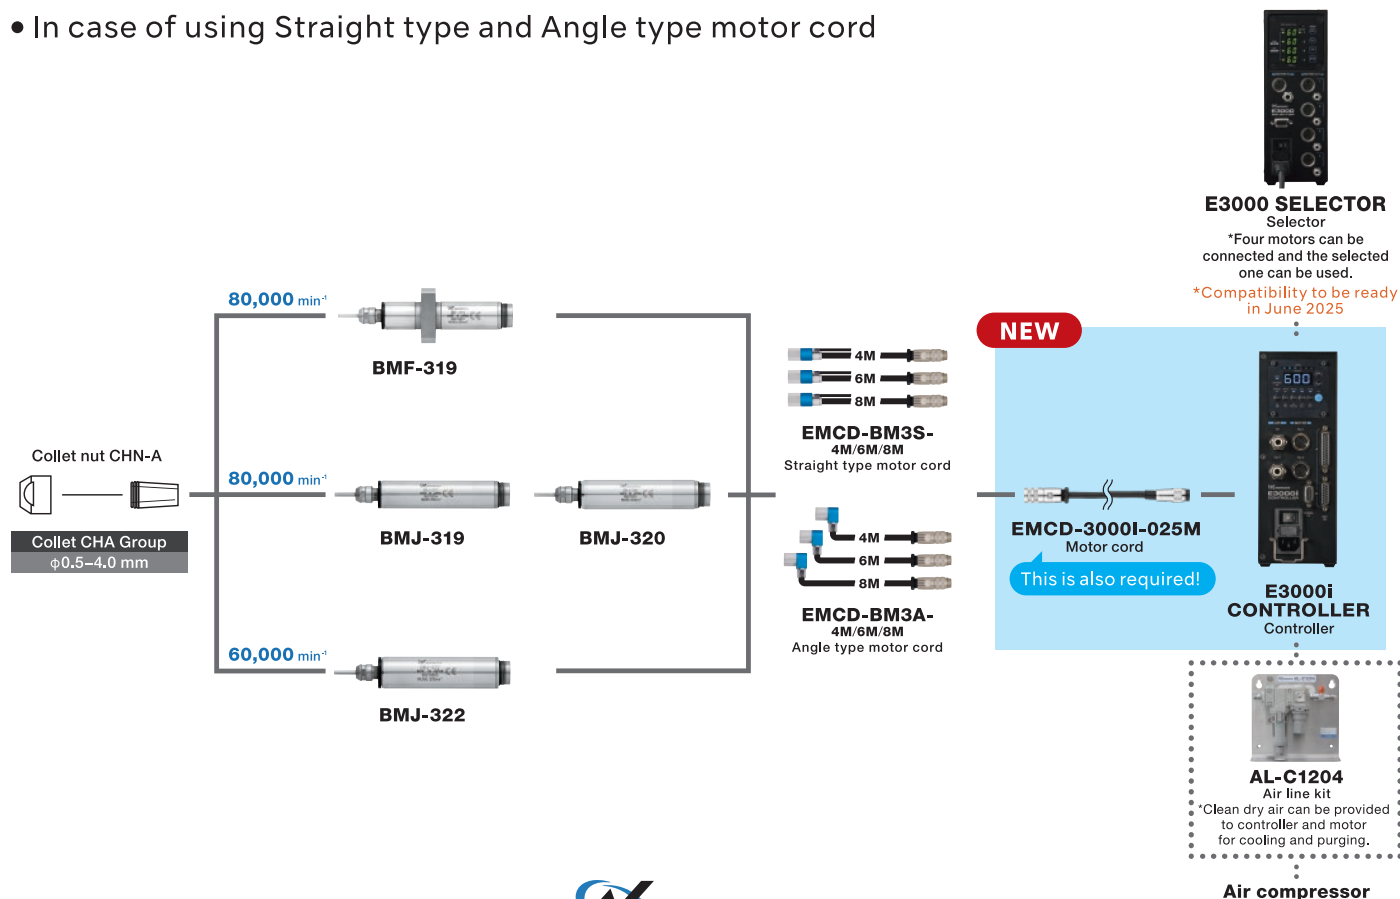 • In case of using Straight type and Angle type motor cord
E3000 SELECTOR
Selector
*Four motors can be
connected and the selected
one can be used.
*Compatibility to be ready
in June 2025
80,000 min⁻¹
BMF-319
NEW
4M
6M
8M
EMCD-BM3S-
4M/6M/8M
Straight type motor cord
600
E3000i
CONTROLLER
Collet nut CHN-A
Collet CHA Group
φ0.5–4.0 mm
80,000 min⁻¹
BMJ-319
BMJ-320
4M
6M
8M
EMCD-BM3A-
4M/6M/8M
Angle type motor cord
EMCD-3000I-025M
Motor cord
This is also required!
E3000i
CONTROLLER
Controller
60,000 min⁻¹
BMJ-322
AL-C1204
Air line kit
*Clean dry air can be provided
to controller and motor
for cooling and purging.
Air compressor